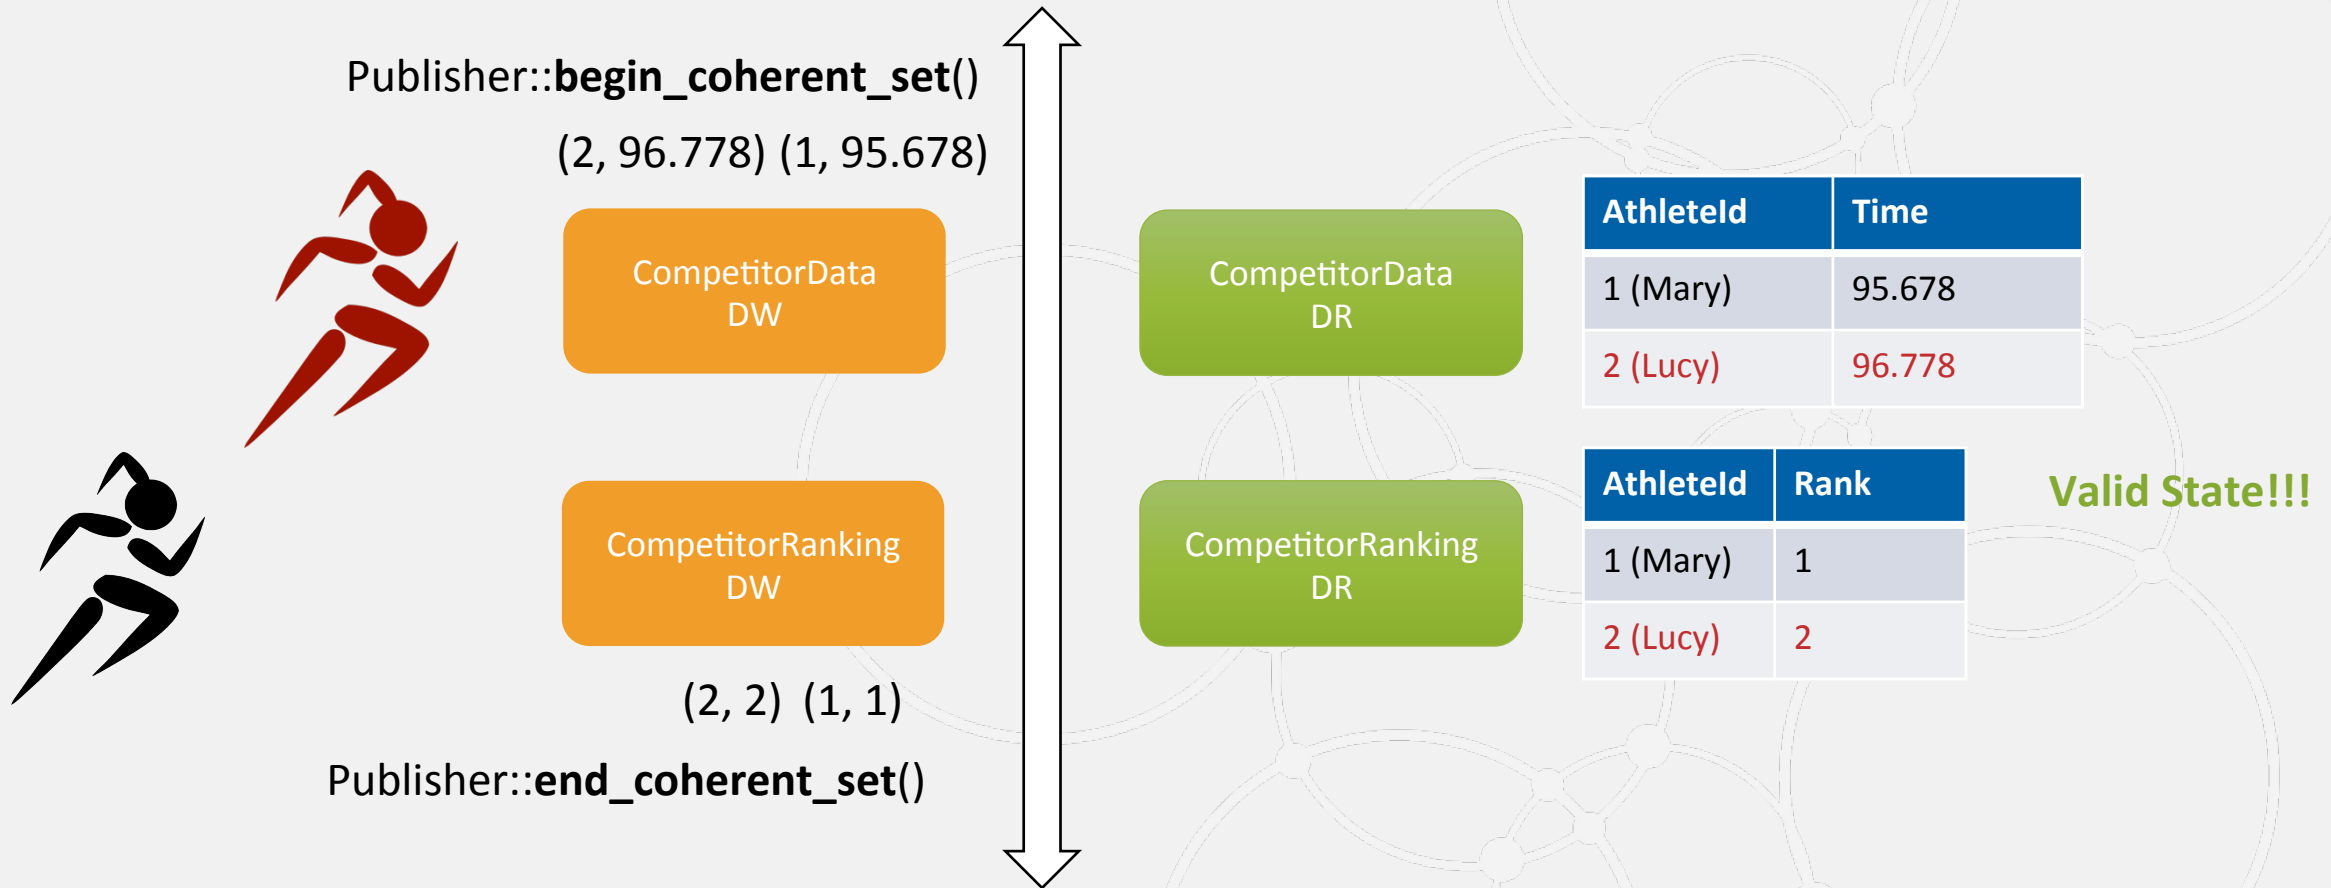 Publisher::begin_coherent_set()
(2, 96.778) (1, 95.678)
CompetitorData
DW
CompetitorData
DR
AthleteId Time
1 (Mary) 95.678
2 (Lucy) 96.778
CompetitorRanking
DW
CompetitorRanking
DR
AthleteId Rank
1 (Mary) 1
2 (Lucy) 2
Valid State!!!
(2, 2) (1, 1)
Publisher::end_coherent_set()